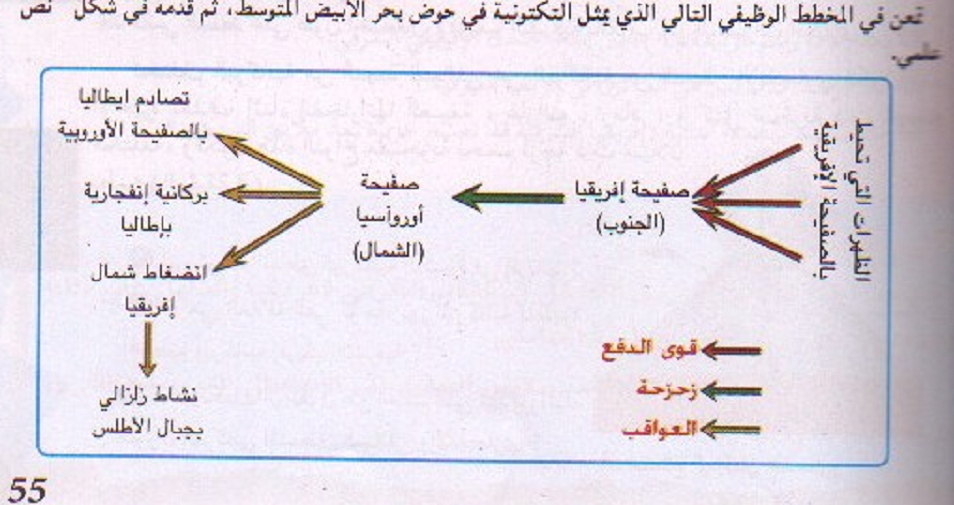 تمعن في المخطط الوظيفي التالي الذي يمثل التكتونية في حوض بحر الأبيض المتوسط، ثم قدمه في شكل نص
علمي.
الظهرات التي تحيط
بالصفيحة الإفريقية
صفيحة إفريقيا
(الجنوب)
صفيحة
أوروآسيا
(الشمال)
تصادم ايطاليا
بالصفيحة الأوروبية
بركانية إنفجارية
بإطاليا
انضغاط شمال
إفريقيا
نشاط زلزالي
بجبال الأطلس
قوى الدفع
زحزحة
العواقب
55